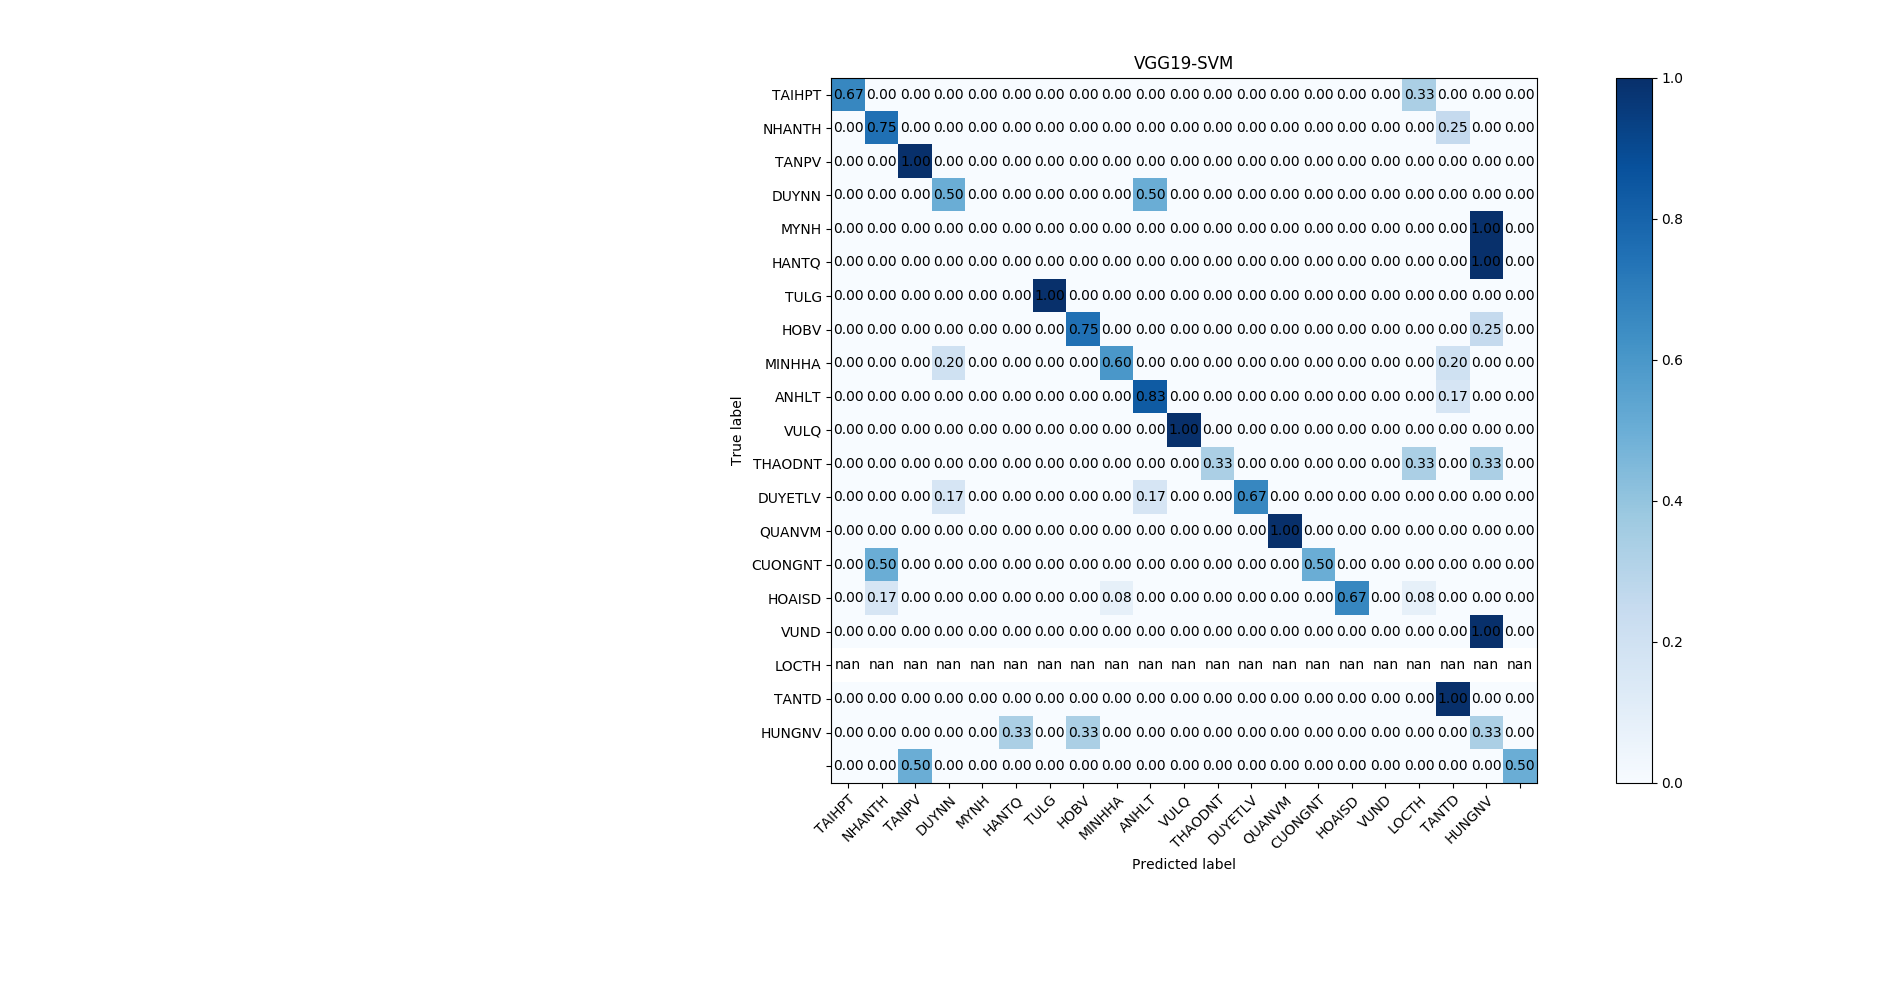 VGG19-SVM
TAIHPT 0.67 0.00 0.00 0.00 0.00 0.00 0.00 0.00 0.00 0.00 0.00 0.00 0.00 0.00 0.00 0.00 0.00 0.33 0.00 0.00 0.00
NHANTH 0.00 0.75 0.00 0.00 0.00 0.00 0.00 0.00 0.00 0.00 0.00 0.00 0.00 0.00 0.00 0.00 0.00 0.00 0.25 0.00 0.00
TANPV 0.00 0.00 1.00 0.00 0.00 0.00 0.00 0.00 0.00 0.00 0.00 0.00 0.00 0.00 0.00 0.00 0.00 0.00 0.00 0.00 0.00
DUYNN 0.00 0.00 0.00 0.50 0.00 0.00 0.00 0.00 0.00 0.50 0.00 0.00 0.00 0.00 0.00 0.00 0.00 0.00 0.00 0.00 0.00
MYNH 0.00 0.00 0.00 0.00 0.00 0.00 0.00 0.00 0.00 0.00 0.00 0.00 0.00 0.00 0.00 0.00 0.00 0.00 0.00 1.00 0.00
HANTQ 0.00 0.00 0.00 0.00 0.00 0.00 0.00 0.00 0.00 0.00 0.00 0.00 0.00 0.00 0.00 0.00 0.00 0.00 0.00 1.00 0.00
TULG 0.00 0.00 0.00 0.00 0.00 0.00 1.00 0.00 0.00 0.00 0.00 0.00 0.00 0.00 0.00 0.00 0.00 0.00 0.00 0.00 0.00
HOBV 0.00 0.00 0.00 0.00 0.00 0.00 0.00 0.75 0.00 0.00 0.00 0.00 0.00 0.00 0.00 0.00 0.00 0.00 0.00 0.25 0.00
MINHHA 0.00 0.00 0.00 0.20 0.00 0.00 0.00 0.00 0.60 0.00 0.00 0.00 0.00 0.00 0.00 0.00 0.00 0.00 0.20 0.00 0.00
ANHLT 0.00 0.00 0.00 0.00 0.00 0.00 0.00 0.00 0.00 0.83 0.00 0.00 0.00 0.00 0.00 0.00 0.00 0.00 0.17 0.00 0.00
VULQ 0.00 0.00 0.00 0.00 0.00 0.00 0.00 0.00 0.00 0.00 1.00 0.00 0.00 0.00 0.00 0.00 0.00 0.00 0.00 0.00 0.00
THAODNT 0.00 0.00 0.00 0.00 0.00 0.00 0.00 0.00 0.00 0.00 0.00 0.33 0.00 0.00 0.00 0.00 0.00 0.33 0.00 0.33 0.00
DUYETLV 0.00 0.00 0.00 0.17 0.00 0.00 0.00 0.00 0.00 0.17 0.00 0.00 0.67 0.00 0.00 0.00 0.00 0.00 0.00 0.00 0.00
QUANVM 0.00 0.00 0.00 0.00 0.00 0.00 0.00 0.00 0.00 0.00 0.00 0.00 0.00 1.00 0.00 0.00 0.00 0.00 0.00 0.00 0.00
CUONGNT 0.00 0.50 0.00 0.00 0.00 0.00 0.00 0.00 0.00 0.00 0.00 0.00 0.00 0.00 0.50 0.00 0.00 0.00 0.00 0.00 0.00
HOAISD 0.00 0.17 0.00 0.00 0.00 0.00 0.00 0.00 0.08 0.00 0.00 0.00 0.00 0.00 0.00 0.67 0.00 0.08 0.00 0.00 0.00
VUND 0.00 0.00 0.00 0.00 0.00 0.00 0.00 0.00 0.00 0.00 0.00 0.00 0.00 0.00 0.00 0.00 0.00 0.00 0.00 1.00 0.00
LOCTH nan nan nan nan nan nan nan nan nan nan nan nan nan nan nan nan nan nan nan nan nan
TANTD 0.00 0.00 0.00 0.00 0.00 0.00 0.00 0.00 0.00 0.00 0.00 0.00 0.00 0.00 0.00 0.00 0.00 0.00 1.00 0.00 0.00
HUNGNV 0.00 0.00 0.00 0.00 0.00 0.33 0.00 0.33 0.00 0.00 0.00 0.00 0.00 0.00 0.00 0.00 0.00 0.00 0.00 0.33 0.00
0.00 0.00 0.50 0.00 0.00 0.00 0.00 0.00 0.00 0.00 0.00 0.00 0.00 0.00 0.00 0.00 0.00 0.00 0.00 0.00 0.50
TAIHPT NHANTH TANPV DUYNN MYNH HANTQ TULG HOBV MINHHA ANHLT VULQ THAODNT DUYETLV QUANVM CUONGNT HOAISD VUND LOCTH TANTD HUNGNV
Predicted label
True label
1.0
0.8
0.6
0.4
0.2
0.0